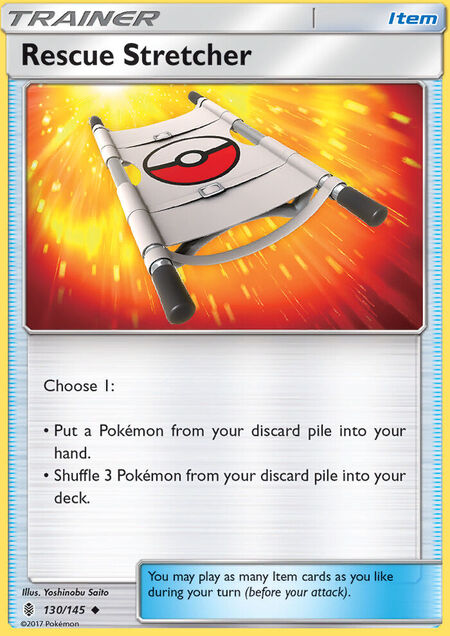 TRAINER Item
Rescue Stretcher
Choose 1:
• Put a Pokémon from your discard pile into your
hand.
• Shuffle 3 Pokémon from your discard pile into your
deck.
Illus. Yoshinobu Saito
130/145 ◆
©2017 Pokémon
You may play as many Item cards as you like
during your turn (before your attack).